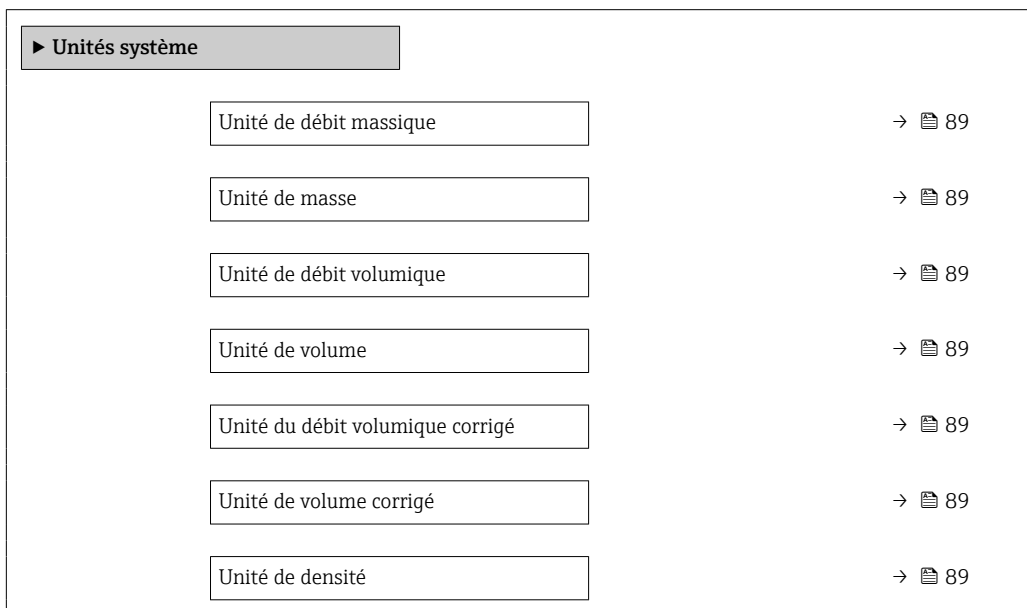 ▶ Unités système
Unité de débit massique → 89
Unité de masse → 89
Unité de débit volumique → 89
Unité de volume → 89
Unité du débit volumique corrigé → 89
Unité de volume corrigé → 89
Unité de densité → 89